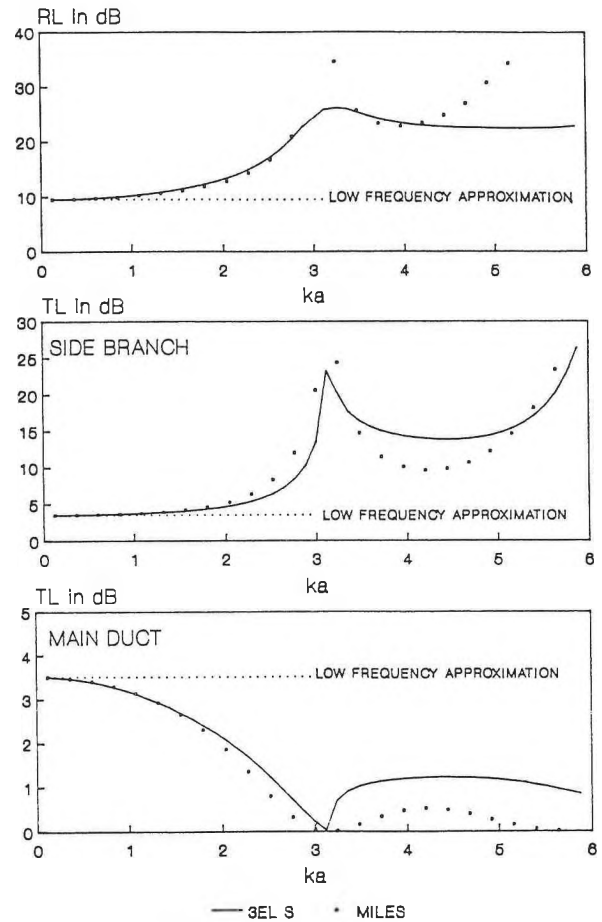 RL in dB
40
30
20
10
0
LOW FREQUENCY APPROXIMATION
0 1 2 3 4 5 6
ka
TL in dB
30
25
20
15
10
5
0
SIDE BRANCH
LOW FREQUENCY APPROXIMATION
0 1 2 3 4 5 6
ka
TL in dB
5
4
3
2
1
0
MAIN DUCT
LOW FREQUENCY APPROXIMATION
0 1 2 3 4 5 6
ka
3EL S MILES